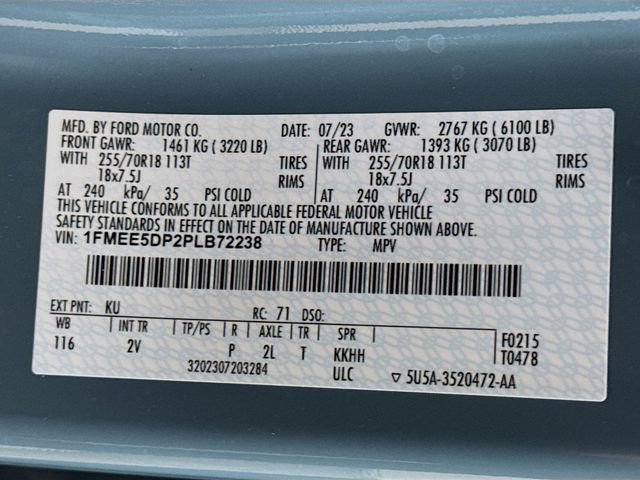 MFD. BY FORD MOTOR CO. DATE: 07/23 GVWR: 2767 KG ( 6100 LB)
FRONT GAWR: 1461 KG ( 3220 LB) REAR GAWR: 1393 KG ( 3070 LB)
WITH 255/70R18 113T TIRES WITH 255/70R18 113T TIRES
18x7.5J RIMS 18x7.5J RIMS
AT 240 kPa/ 35 PSI COLD AT 240 kPa/ 35 PSI COLD
THIS VEHICLE CONFORMS TO ALL APPLICABLE FEDERAL MOTOR VEHICLE
SAFETY STANDARDS IN EFFECT ON THE DATE OF MANUFACTURE SHOWN ABOVE.
VIN: 1FMEE5DP2PLB72238 TYPE: MPV
EXT PNT: KU RC: 71 DSO:
WB INT TR TP/PS R AXLE TR SPR F0215
116 2V P 2L T KKHH T0478
3202307203284 ULC ▽ 5U5A-3520472-AA